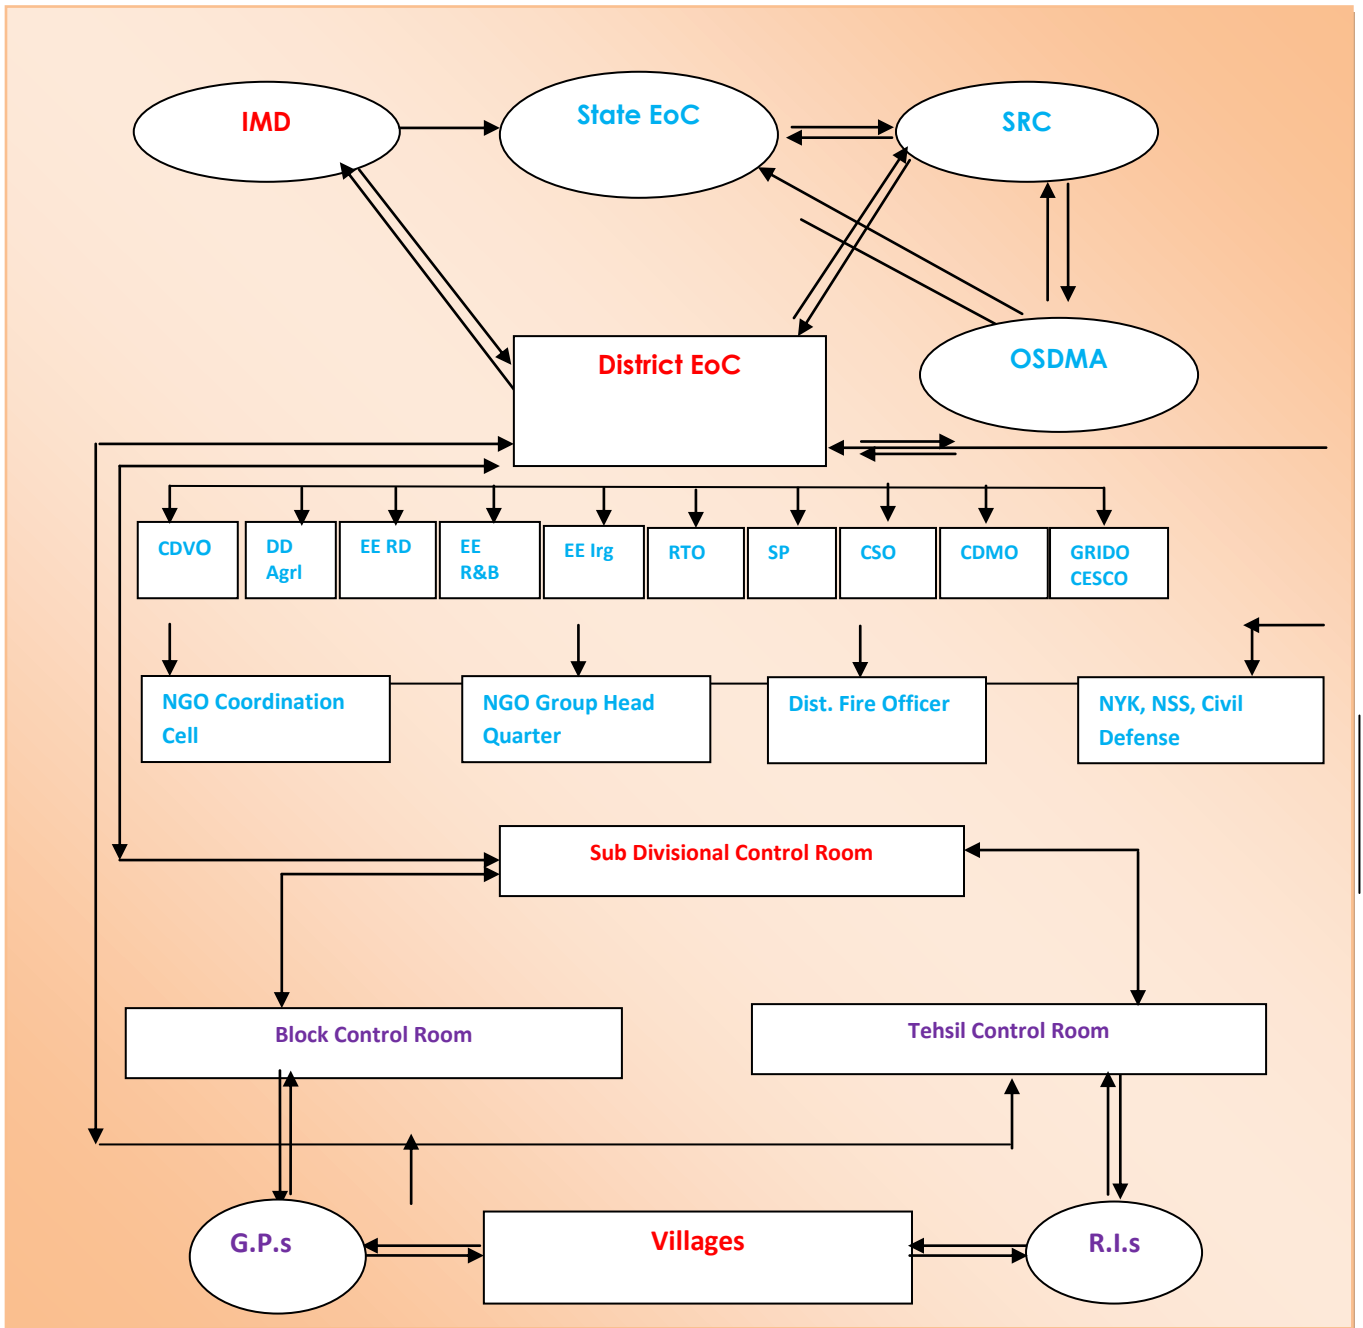 IMD
State EoC
SRC
OSDMA
District EoC
CDVO
DD
Agrl
EE RD
EE
R&B
EE Irg
RTO
SP
CSO
CDMO
GRIDO
CESCO
NGO Coordination
Cell
NGO Group Head
Quarter
Dist. Fire Officer
NYK, NSS, Civil
Defense
Sub Divisional Control Room
Block Control Room
Tehsil Control Room
G.P.s
Villages
R.I.s